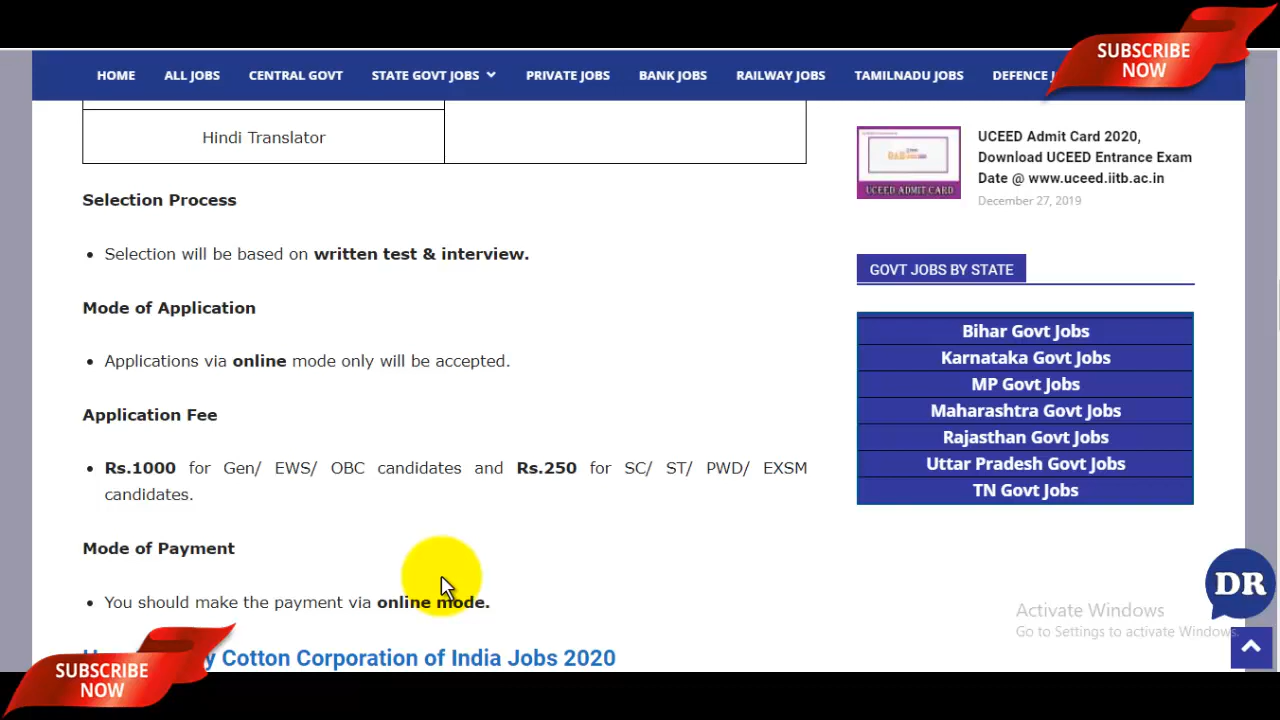 SUBSCRIBE
NOW
HOME ALL JOBS CENTRAL GOVT STATE GOVT JOBS PRIVATE JOBS BANK JOBS RAILWAY JOBS TAMILNADU JOBS DEFENCE
Hindi Translator
Selection Process
• Selection will be based on written test & interview.
Mode of Application
• Applications via online mode only will be accepted.
Application Fee
• Rs.1000 for Gen/ EWS/ OBC candidates and Rs.250 for SC/ ST/ PWD/ EXSM
candidates.
Mode of Payment
• You should make the payment via online mode.
Cotton Corporation of India Jobs 2020
UCEED ADMIT CARD
UCEED Admit Card 2020,
Download UCEED Entrance Exam
Date @ www.uceed.iitb.ac.in
December 27, 2019
GOVT JOBS BY STATE
Bihar Govt Jobs
Karnataka Govt Jobs
MP Govt Jobs
Maharashtra Govt Jobs
Rajasthan Govt Jobs
Uttar Pradesh Govt Jobs
TN Govt Jobs
DR
Activate Windows
Go to Settings to activate Windows.
SUBSCRIBE
NOW